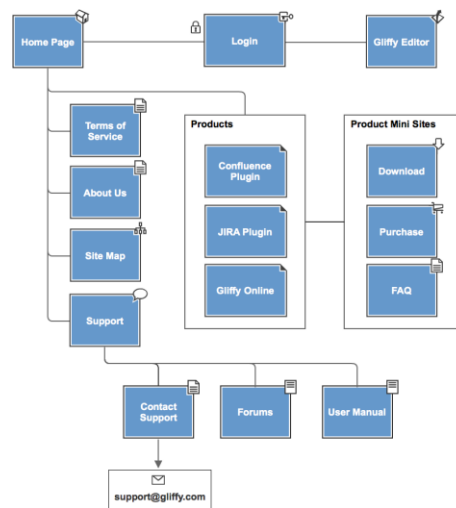 Home Page
Login
Gliffy Editor
Terms of
Service
About Us
Site Map
Support
Products
Confluence
Plugin
JIRA Plugin
Gliffy Online
Product Mini Sites
Download
Purchase
FAQ
Contact
Support
Forums
User Manual
support@gliffy.com